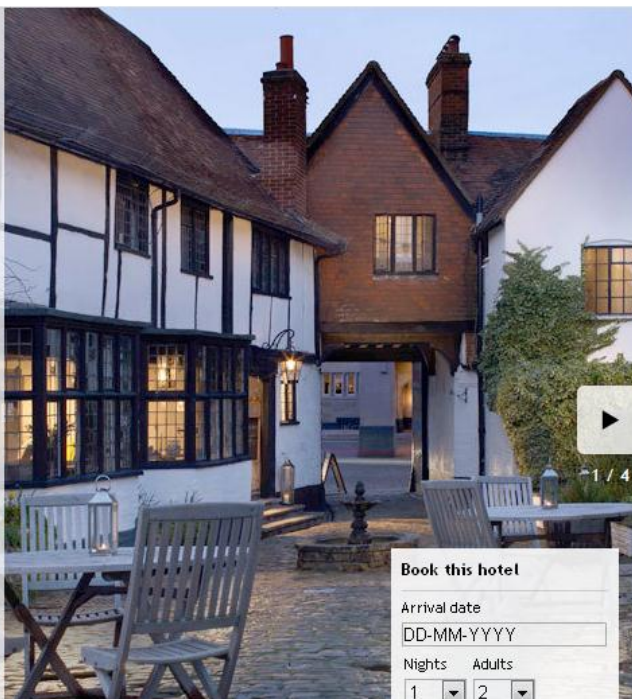 1 / 4
Book this hotel
Arrival date
DD-MM-YYYY
Nights Adults
1 2